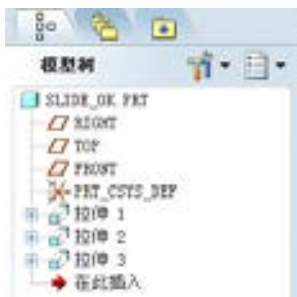 模型树
SLIDE_OK.PRT
RIGHT
TOP
FRONT
PRT_CSYS_DEF
拉伸 1
拉伸 2
拉伸 3
在此插入